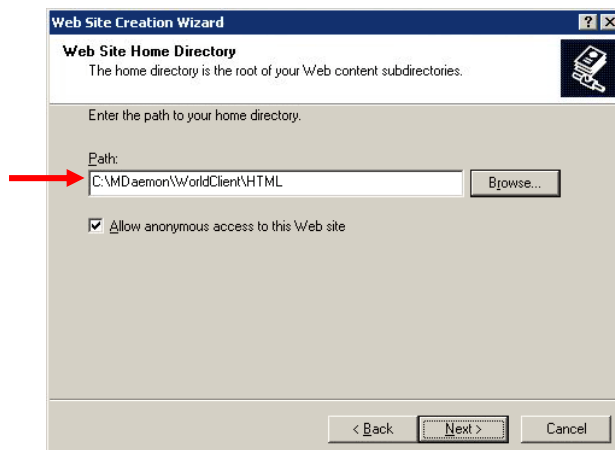 Web Site Creation Wizard
Web Site Home Directory
The home directory is the root of your Web content subdirectories.
Enter the path to your home directory.
Path:
C:\MDaemon\WorldClient\HTML
Browse...
Allow anonymous access to this Web site
< Back
Next >
Cancel